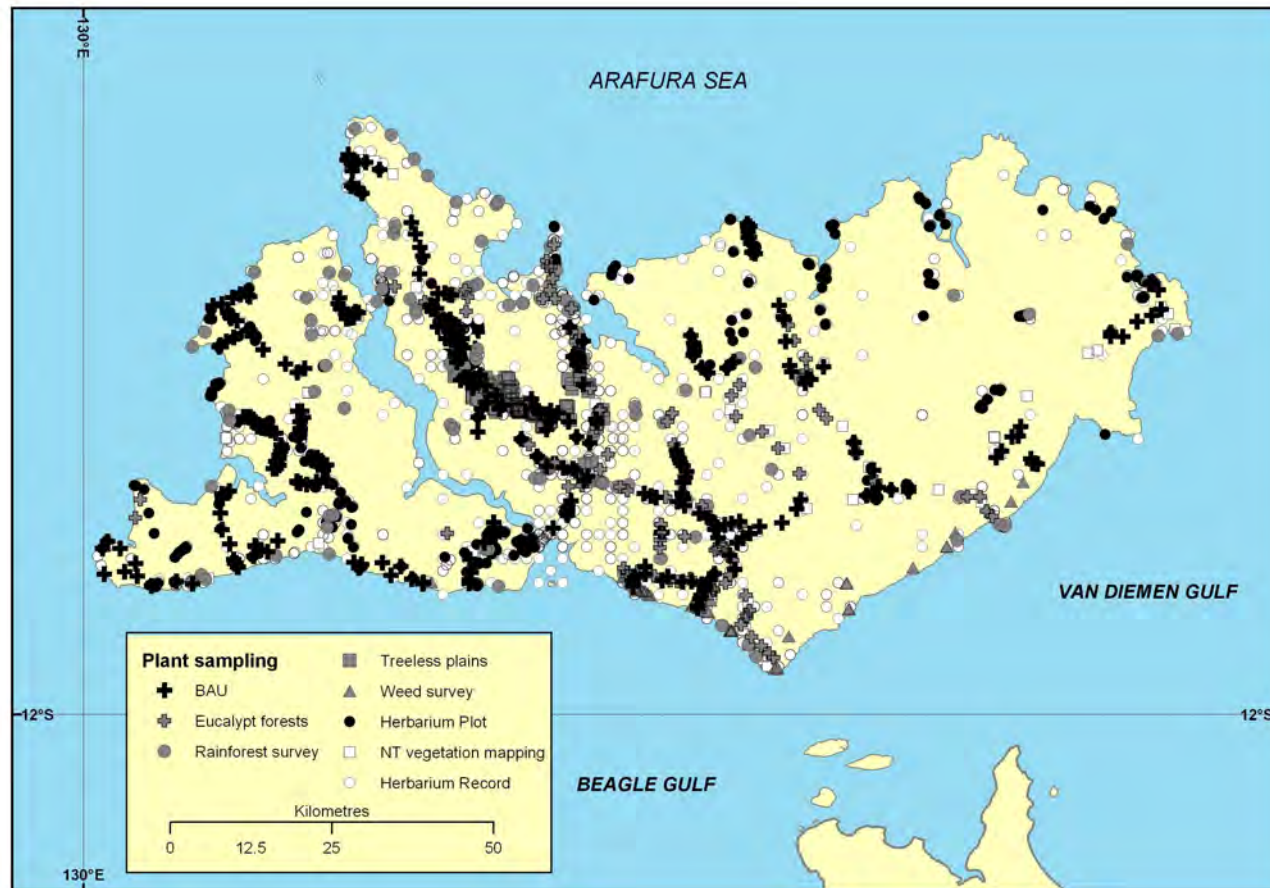 130°E
ARAFURA SEA
VAN DIEMEN GULF
12°S
12°S
BEAGLE GULF
Plant sampling
BAU
Eucalypt forests
Rainforest survey
Treeless plains
Weed survey
Herbarium Plot
NT vegetation mapping
Herbarium Record
Kilometres
0 12.5 25 50
130°E